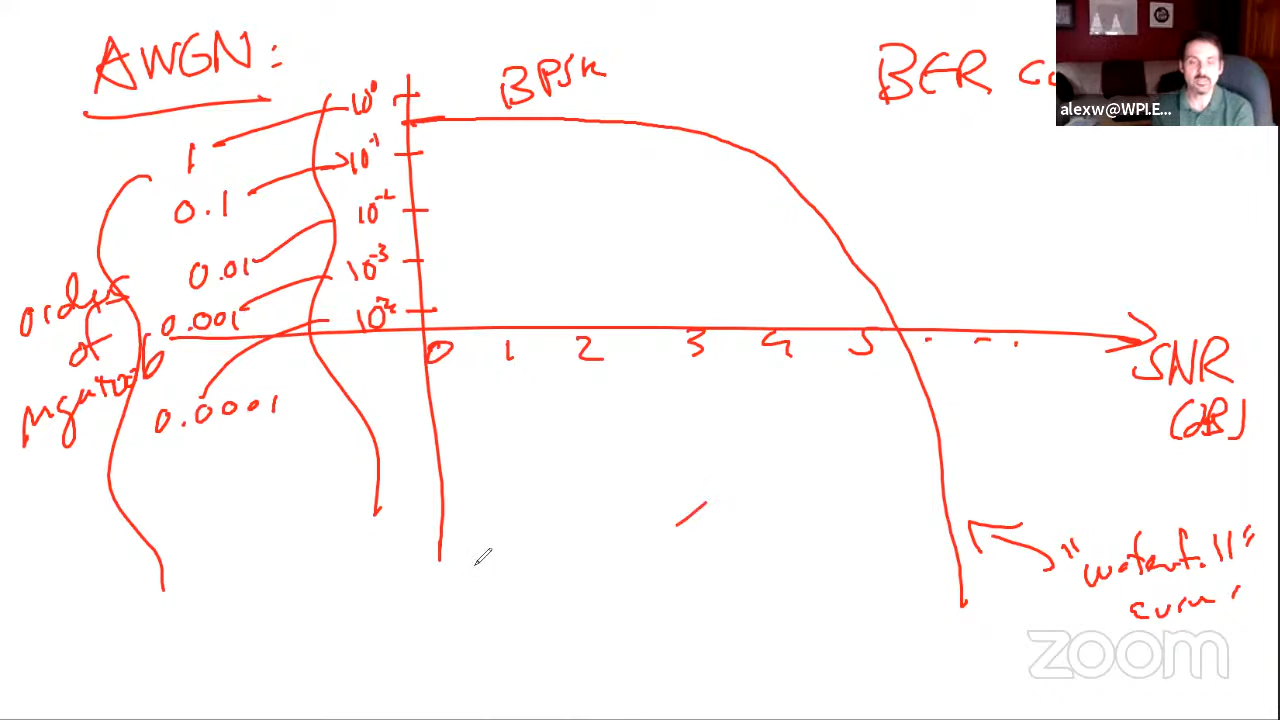 AWGN:
BPSK
BER
alexw@WPI.E...
1
10⁰
0.1
10⁻¹
0.01
10⁻²
0.001
10⁻³
0.0001
10⁻⁴
orders
of
magnitude
0 1 2 3 4 5 . - - .
SNR
(dB)
"waterfall"
curve
zoom